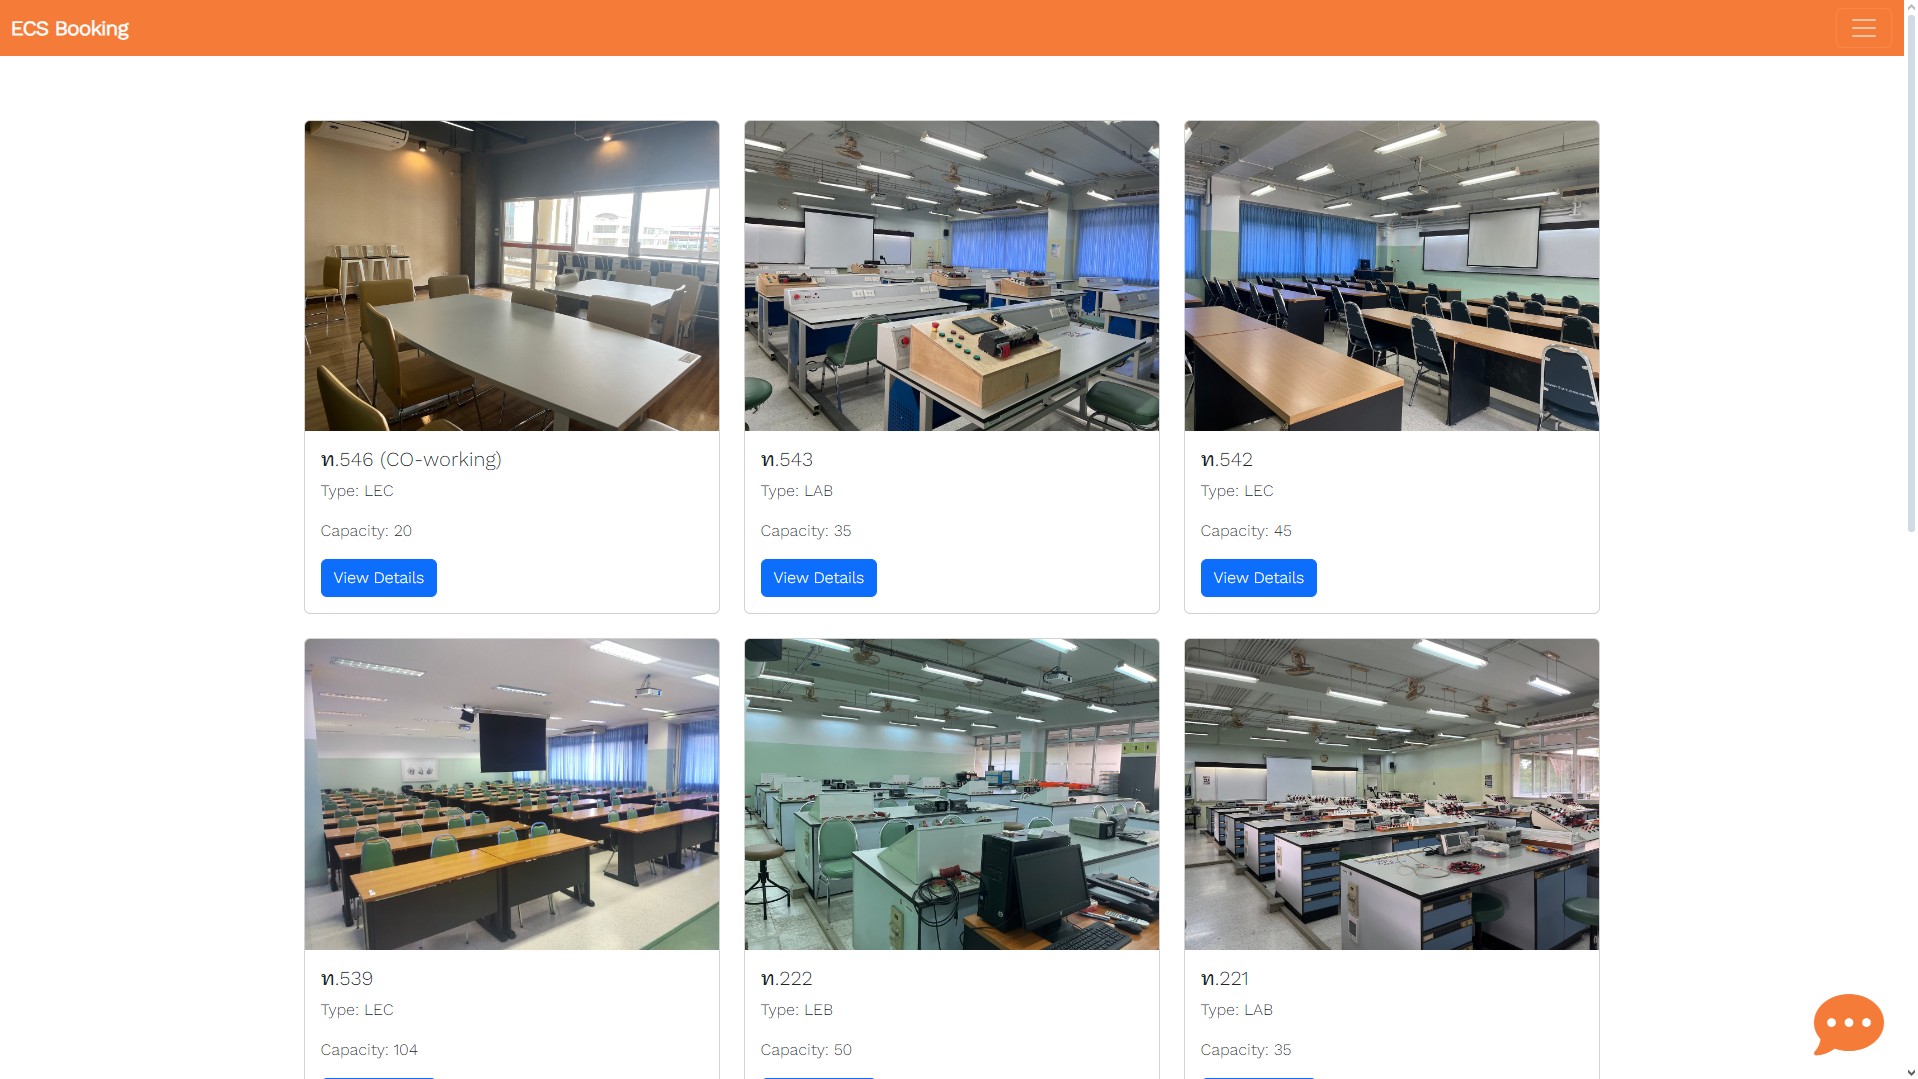 ECS Booking
ท.546 (CO-working)
Type: LEC
Capacity: 20
View Details
ท.543
Type: LAB
Capacity: 35
View Details
ท.542
Type: LEC
Capacity: 45
View Details
ท.539
Type: LEC
Capacity: 104
ท.222
Type: LEB
Capacity: 50
ท.221
Type: LAB
Capacity: 35